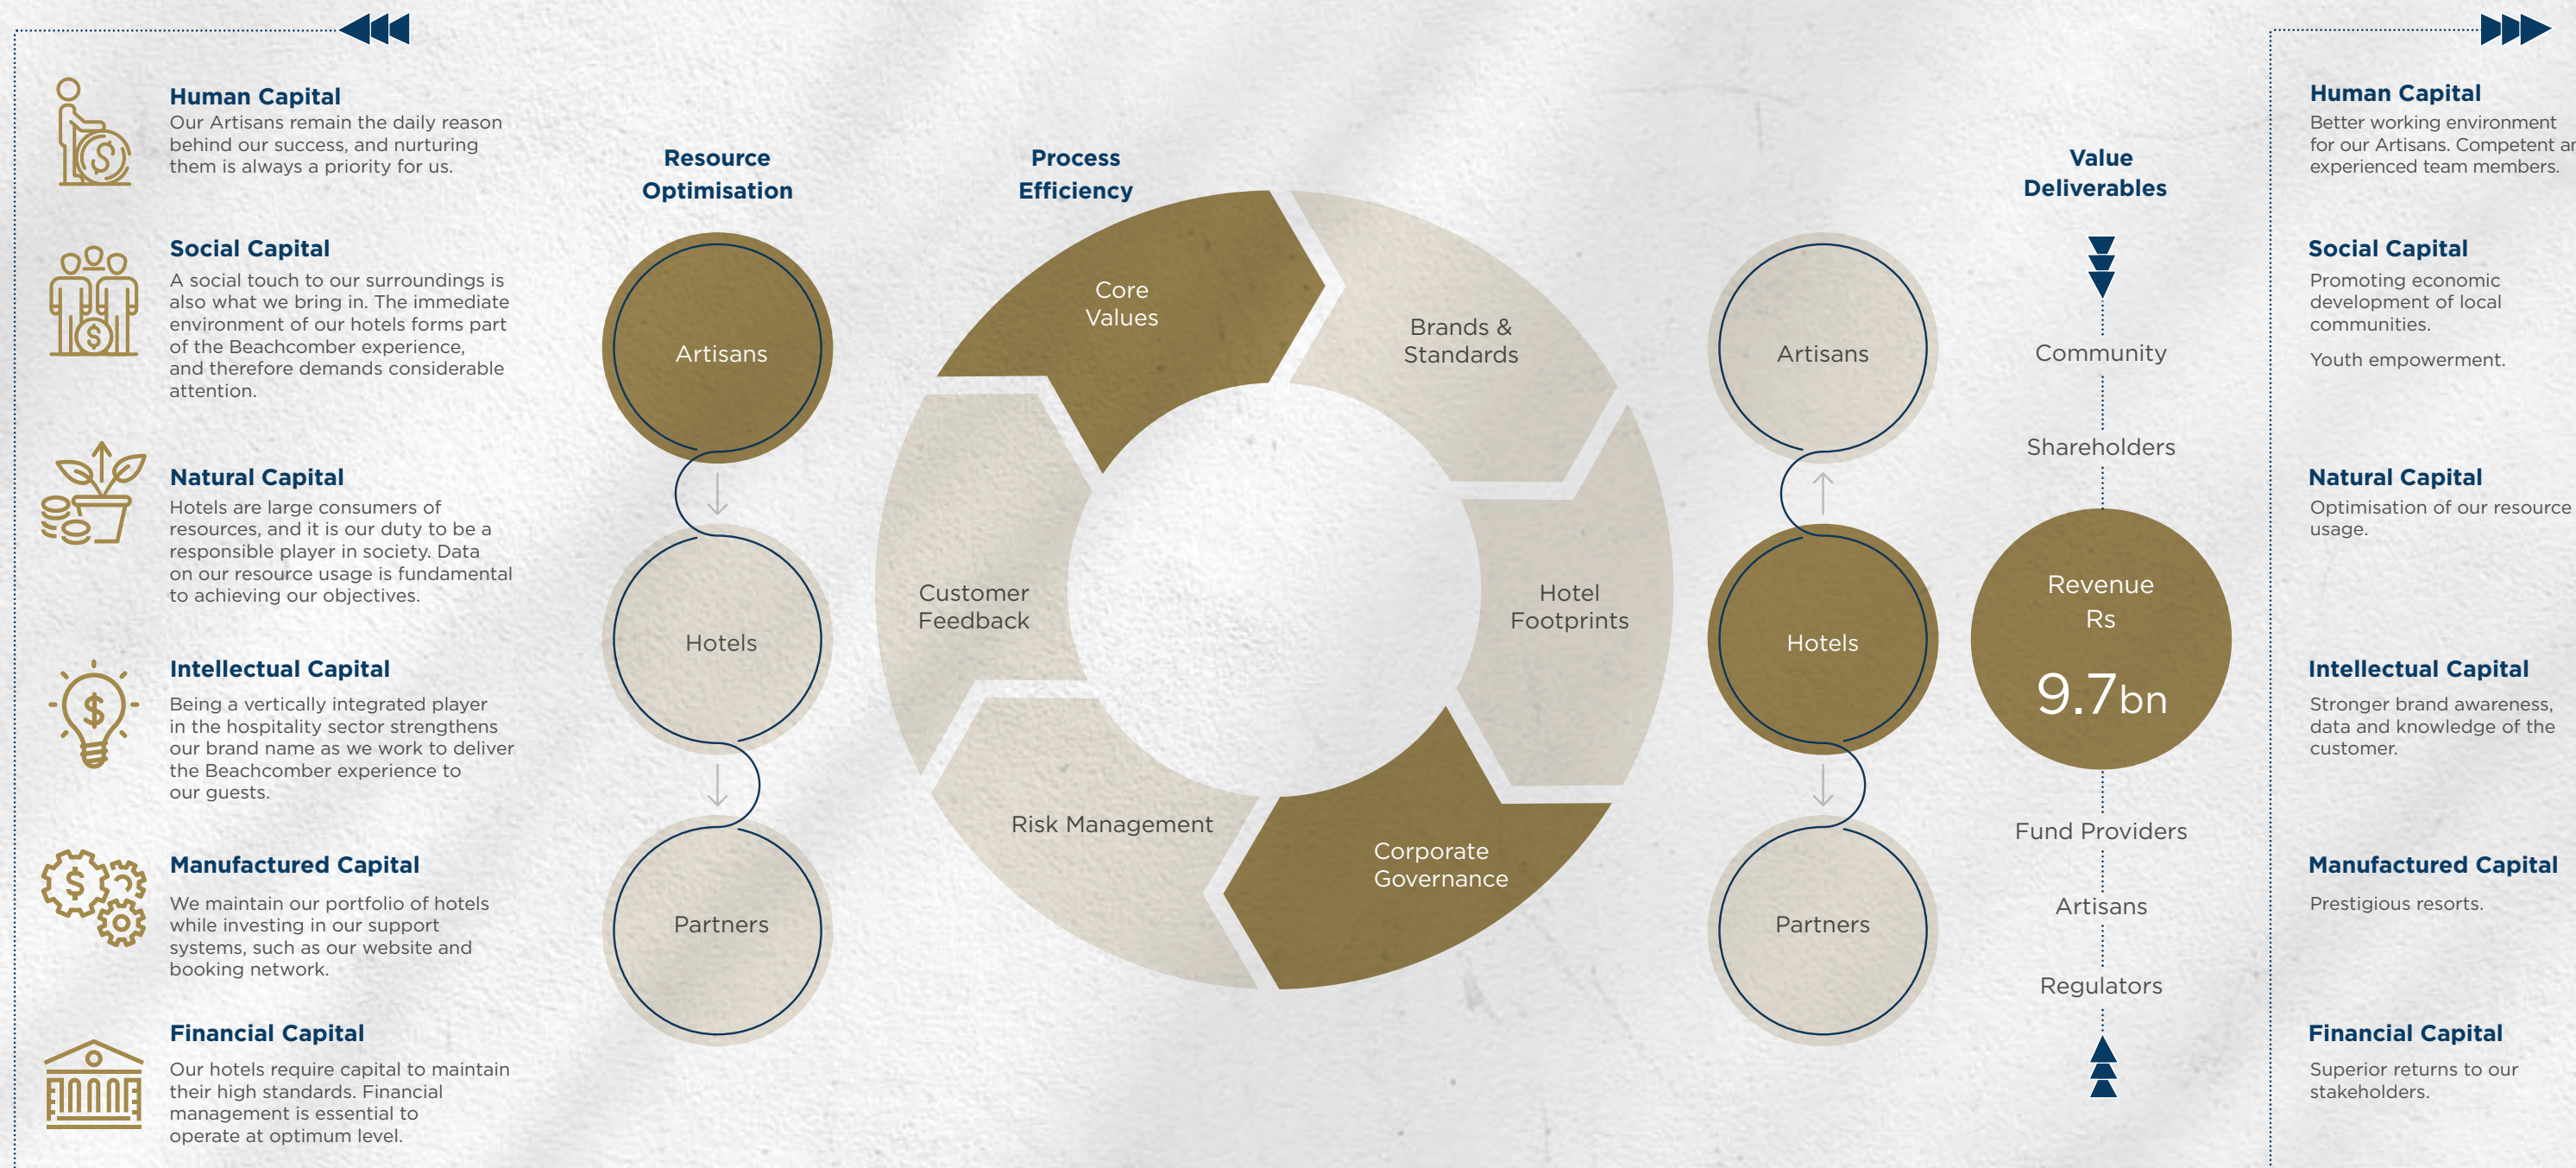 Human Capital
Our Artisans remain the daily reason
behind our success, and nurturing
them is always a priority for us.
Social Capital
A social touch to our surroundings is
also what we bring in. The immediate
environment of our hotels forms part
of the Beachcomber experience,
and therefore demands considerable
attention.
Natural Capital
Hotels are large consumers of
resources, and it is our duty to be a
responsible player in society. Data
on our resource usage is fundamental
to achieving our objectives.
Intellectual Capital
Being a vertically integrated player
in the hospitality sector strengthens
our brand name as we work to deliver
the Beachcomber experience to
our guests.
Manufactured Capital
We maintain our portfolio of hotels
while investing in our support
systems, such as our website and
booking network.
Financial Capital
Our hotels require capital to maintain
their high standards. Financial
management is essential to
operate at optimum level.
Resource
Optimisation
Artisans
Hotels
Partners
Process
Efficiency
Core
Values
Brands &
Standards
Hotel
Footprints
Corporate
Governance
Risk Management
Customer
Feedback
Artisans
Hotels
Partners
Value
Deliverables
Community
Shareholders
Revenue
Rs
9.7bn
Fund Providers
Artisans
Regulators
Human Capital
Better working environment
for our Artisans. Competent
experienced team members.
Social Capital
Promoting economic
development of local
communities.
Youth empowerment.
Natural Capital
Optimisation of our resource
usage.
Intellectual Capital
Stronger brand awareness,
data and knowledge of the
customer.
Manufactured Capital
Prestigious resorts.
Financial Capital
Superior returns to our
stakeholders.